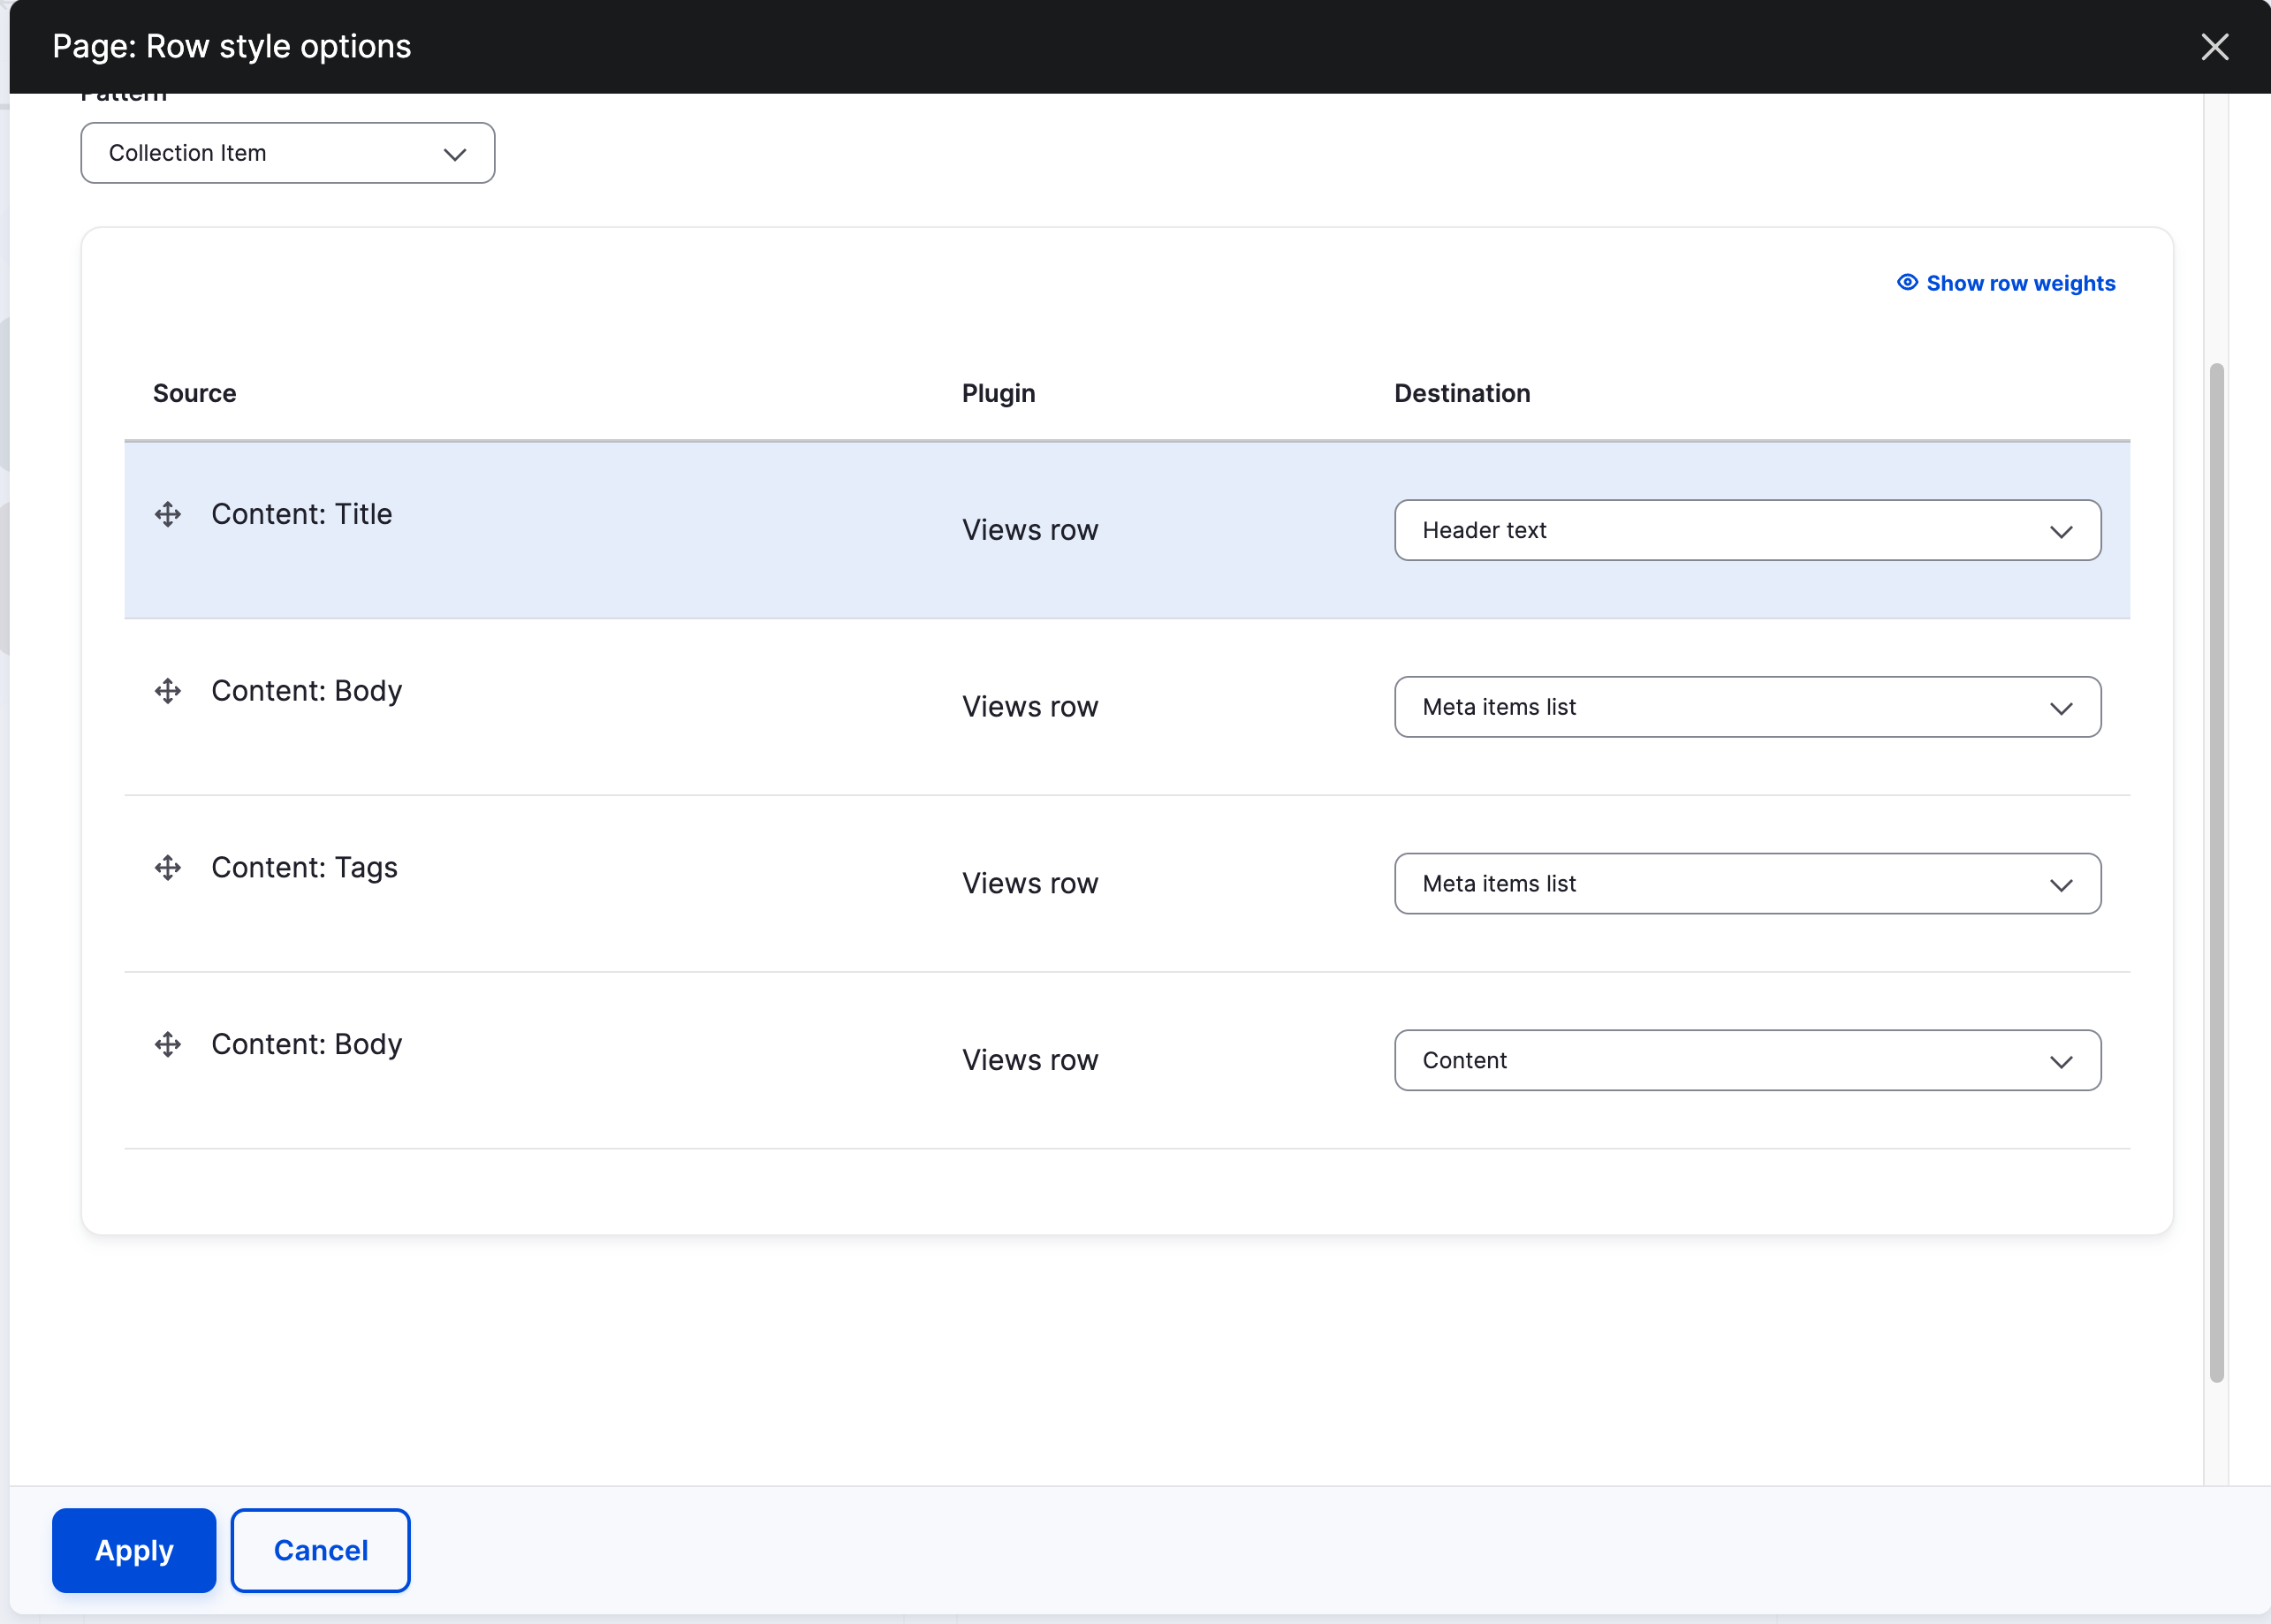 Page: Row style options
Pattern
Collection Item
Show row weights
Source Plugin Destination
Content: Title Views row Header text
Content: Body Views row Meta items list
Content: Tags Views row Meta items list
Content: Body Views row Content
Apply Cancel